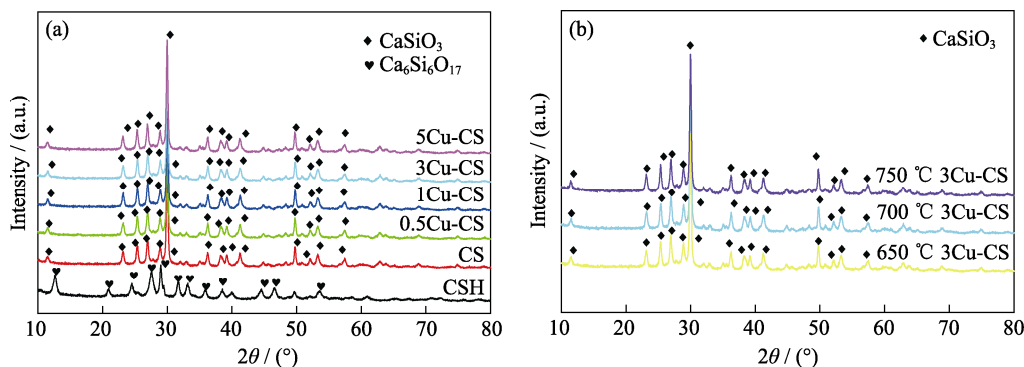 (a)
◆ CaSiO₃
♥ Ca₆Si₆O₁₇
5Cu-CS
3Cu-CS
1Cu-CS
0.5Cu-CS
CS
CSH
Intensity / (a.u.)
10 20 30 40 50 60 70 80
2θ / (°)
(b)
◆ CaSiO₃
750 ℃ 3Cu-CS
700 ℃ 3Cu-CS
650 ℃ 3Cu-CS
Intensity / (a.u.)
10 20 30 40 50 60 70 80
2θ / (°)